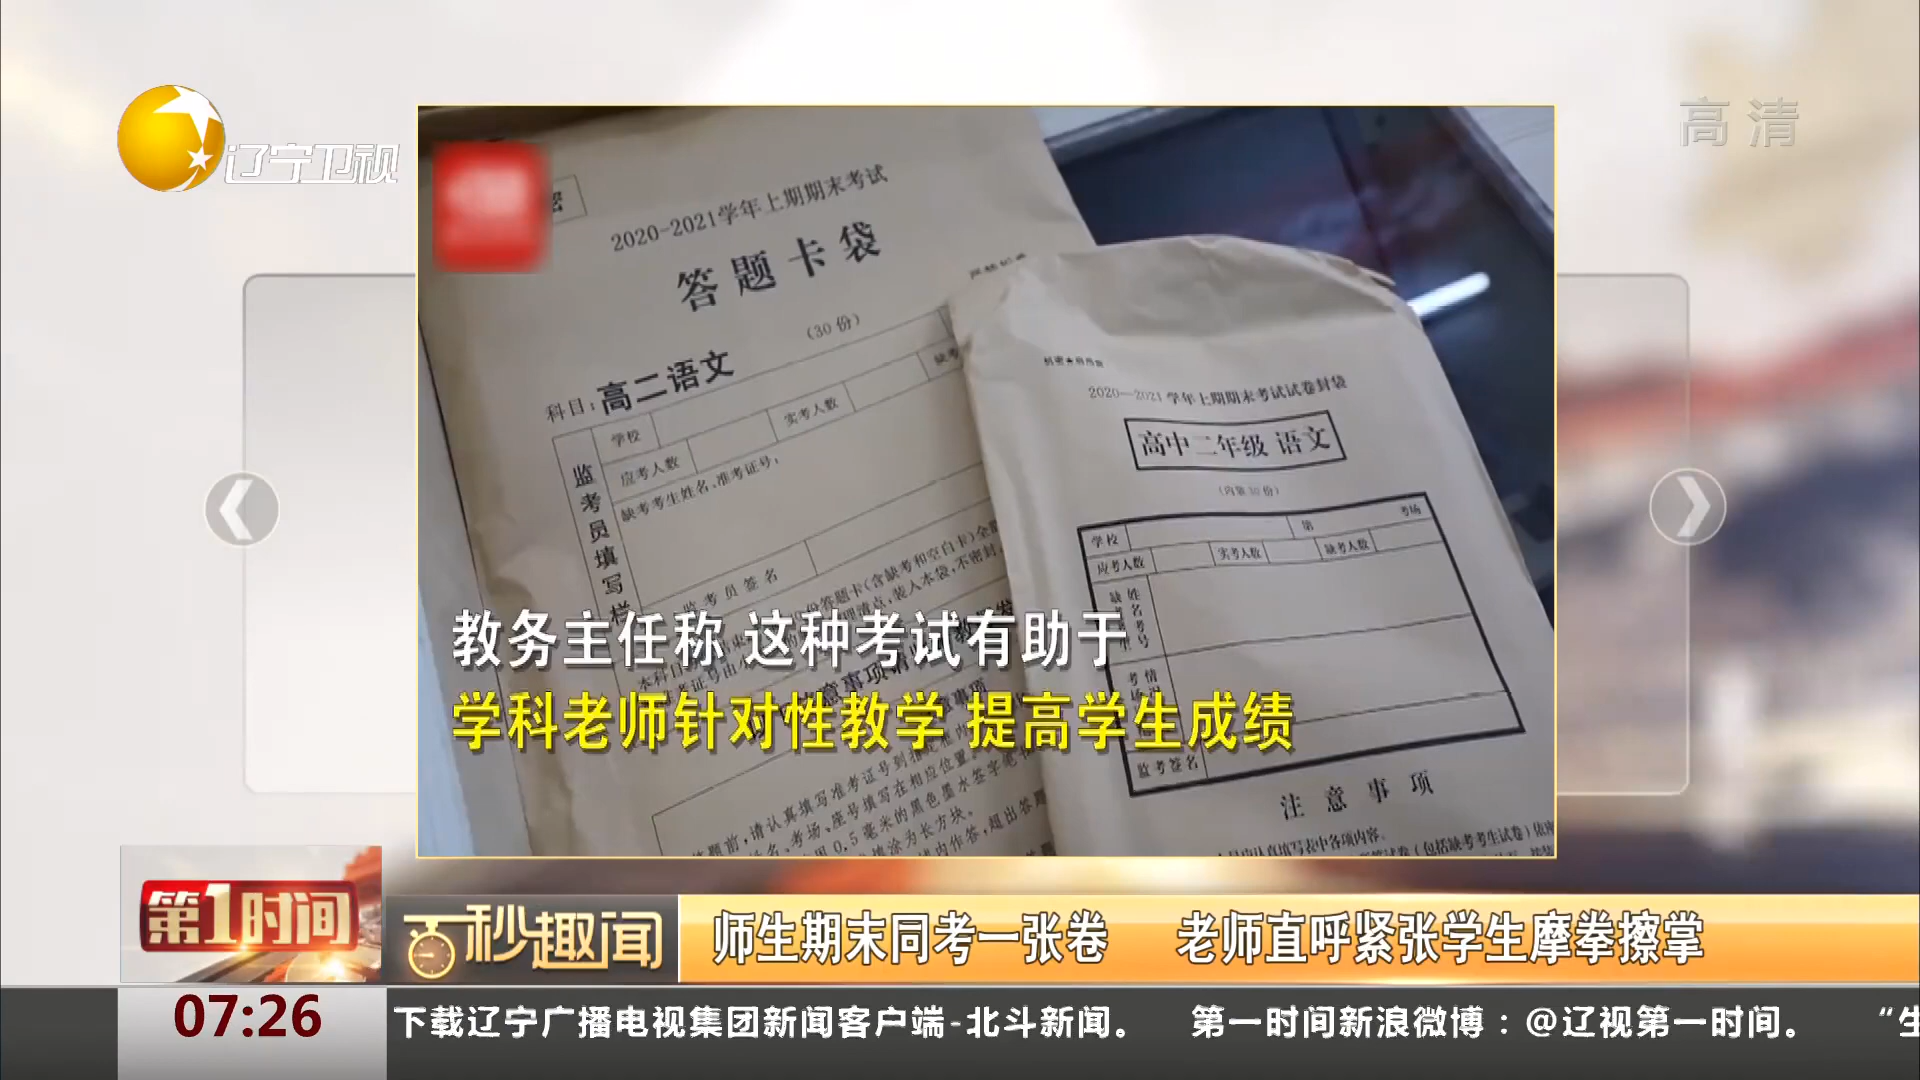 辽宁卫视
高清
2020-2021学年上期期末考试
答题卡袋
(30份)
科目:高二语文
学校
实考人数
应考人数
缺考考生姓名、准考证号:
监考员填写栏
监考员签名
2020—2021学年上期期末考试试卷封袋
高中二年级 语文
学校
第
考场
应考人数
实考人数
缺考人数
监考签名
注意事项
教务主任称 这种考试有助于
学科老师针对性教学 提高学生成绩
第1时间
百秒趣闻
师生期末同考一张卷 老师直呼紧张学生摩拳擦掌
07:26
下载辽宁广播电视集团新闻客户端-北斗新闻。 第一时间新浪微博:@辽视第一时间。 “生